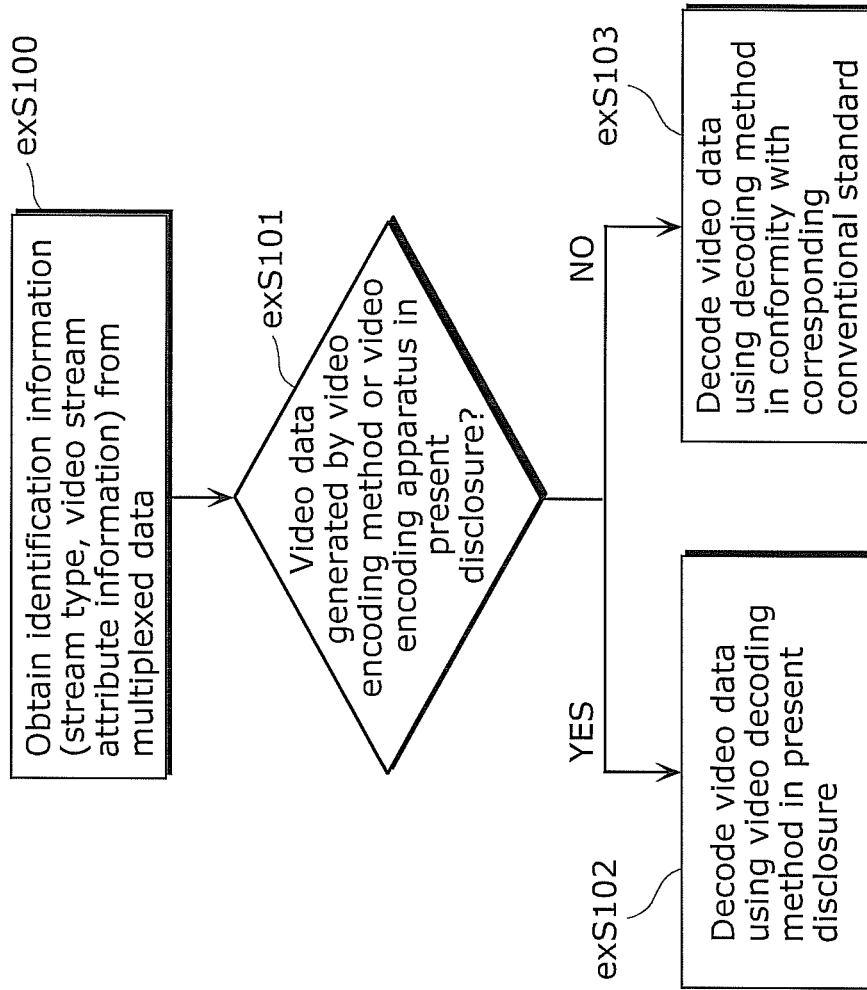 exS100
Obtain identification information
(stream type, video stream
attribute information) from
multiplexed data
exS101
Video data
generated by video
encoding method or video
encoding apparatus in
present
disclosure?
YES
NO
exS102
Decode video data
using video decoding
method in present
disclosure
exS103
Decode video data
using decoding method
in conformity with
corresponding
conventional standard